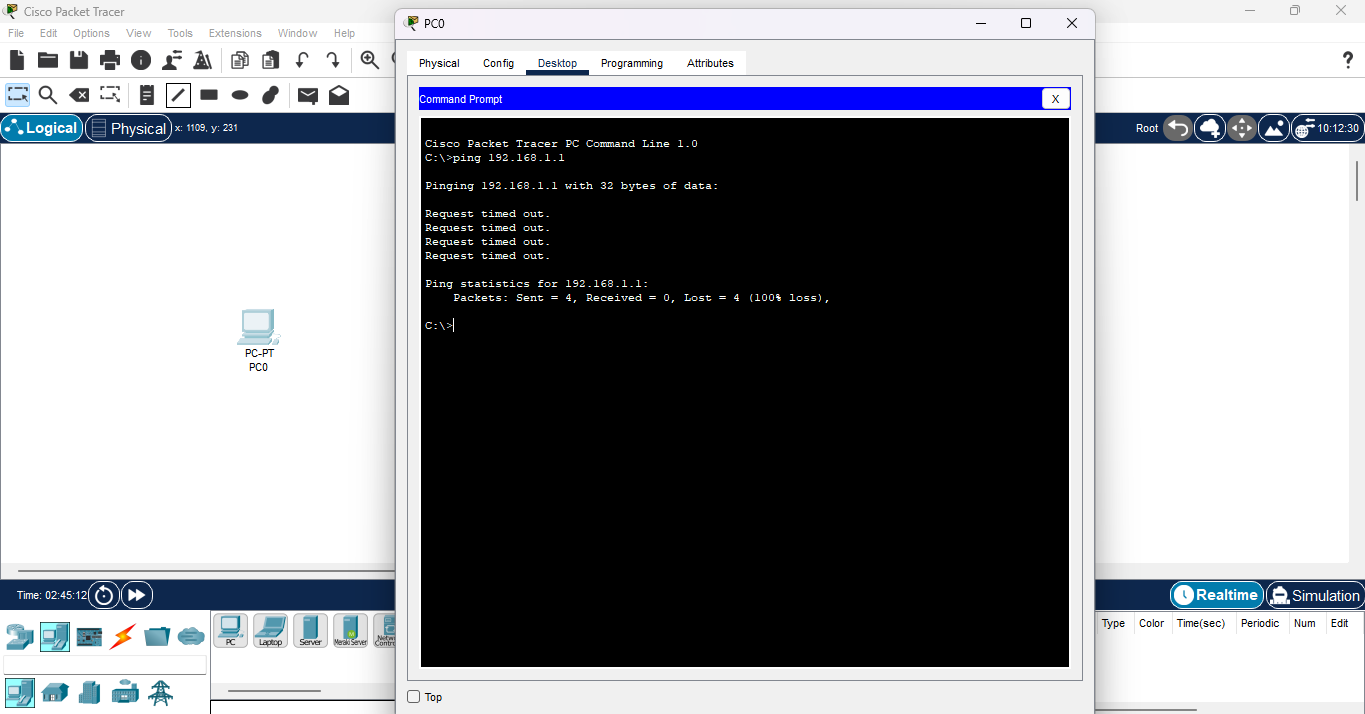 Cisco Packet Tracer
File Edit Options View Tools Extensions Window Help
Logical
Physical
x: 1109, y: 231
PC-PT
PC0
PC0
Physical Config Desktop Programming Attributes
Command Prompt
X
Cisco Packet Tracer PC Command Line 1.0
C:\>ping 192.168.1.1
Pinging 192.168.1.1 with 32 bytes of data:
Request timed out.
Request timed out.
Request timed out.
Request timed out.
Ping statistics for 192.168.1.1:
Packets: Sent = 4, Received = 0, Lost = 4 (100% loss),
C:\>
Top
Root
10:12:30
Time: 02:45:12
Realtime
Simulation
PC
Laptop
Server
Meraki Server
Type Color Time(sec) Periodic Num Edit